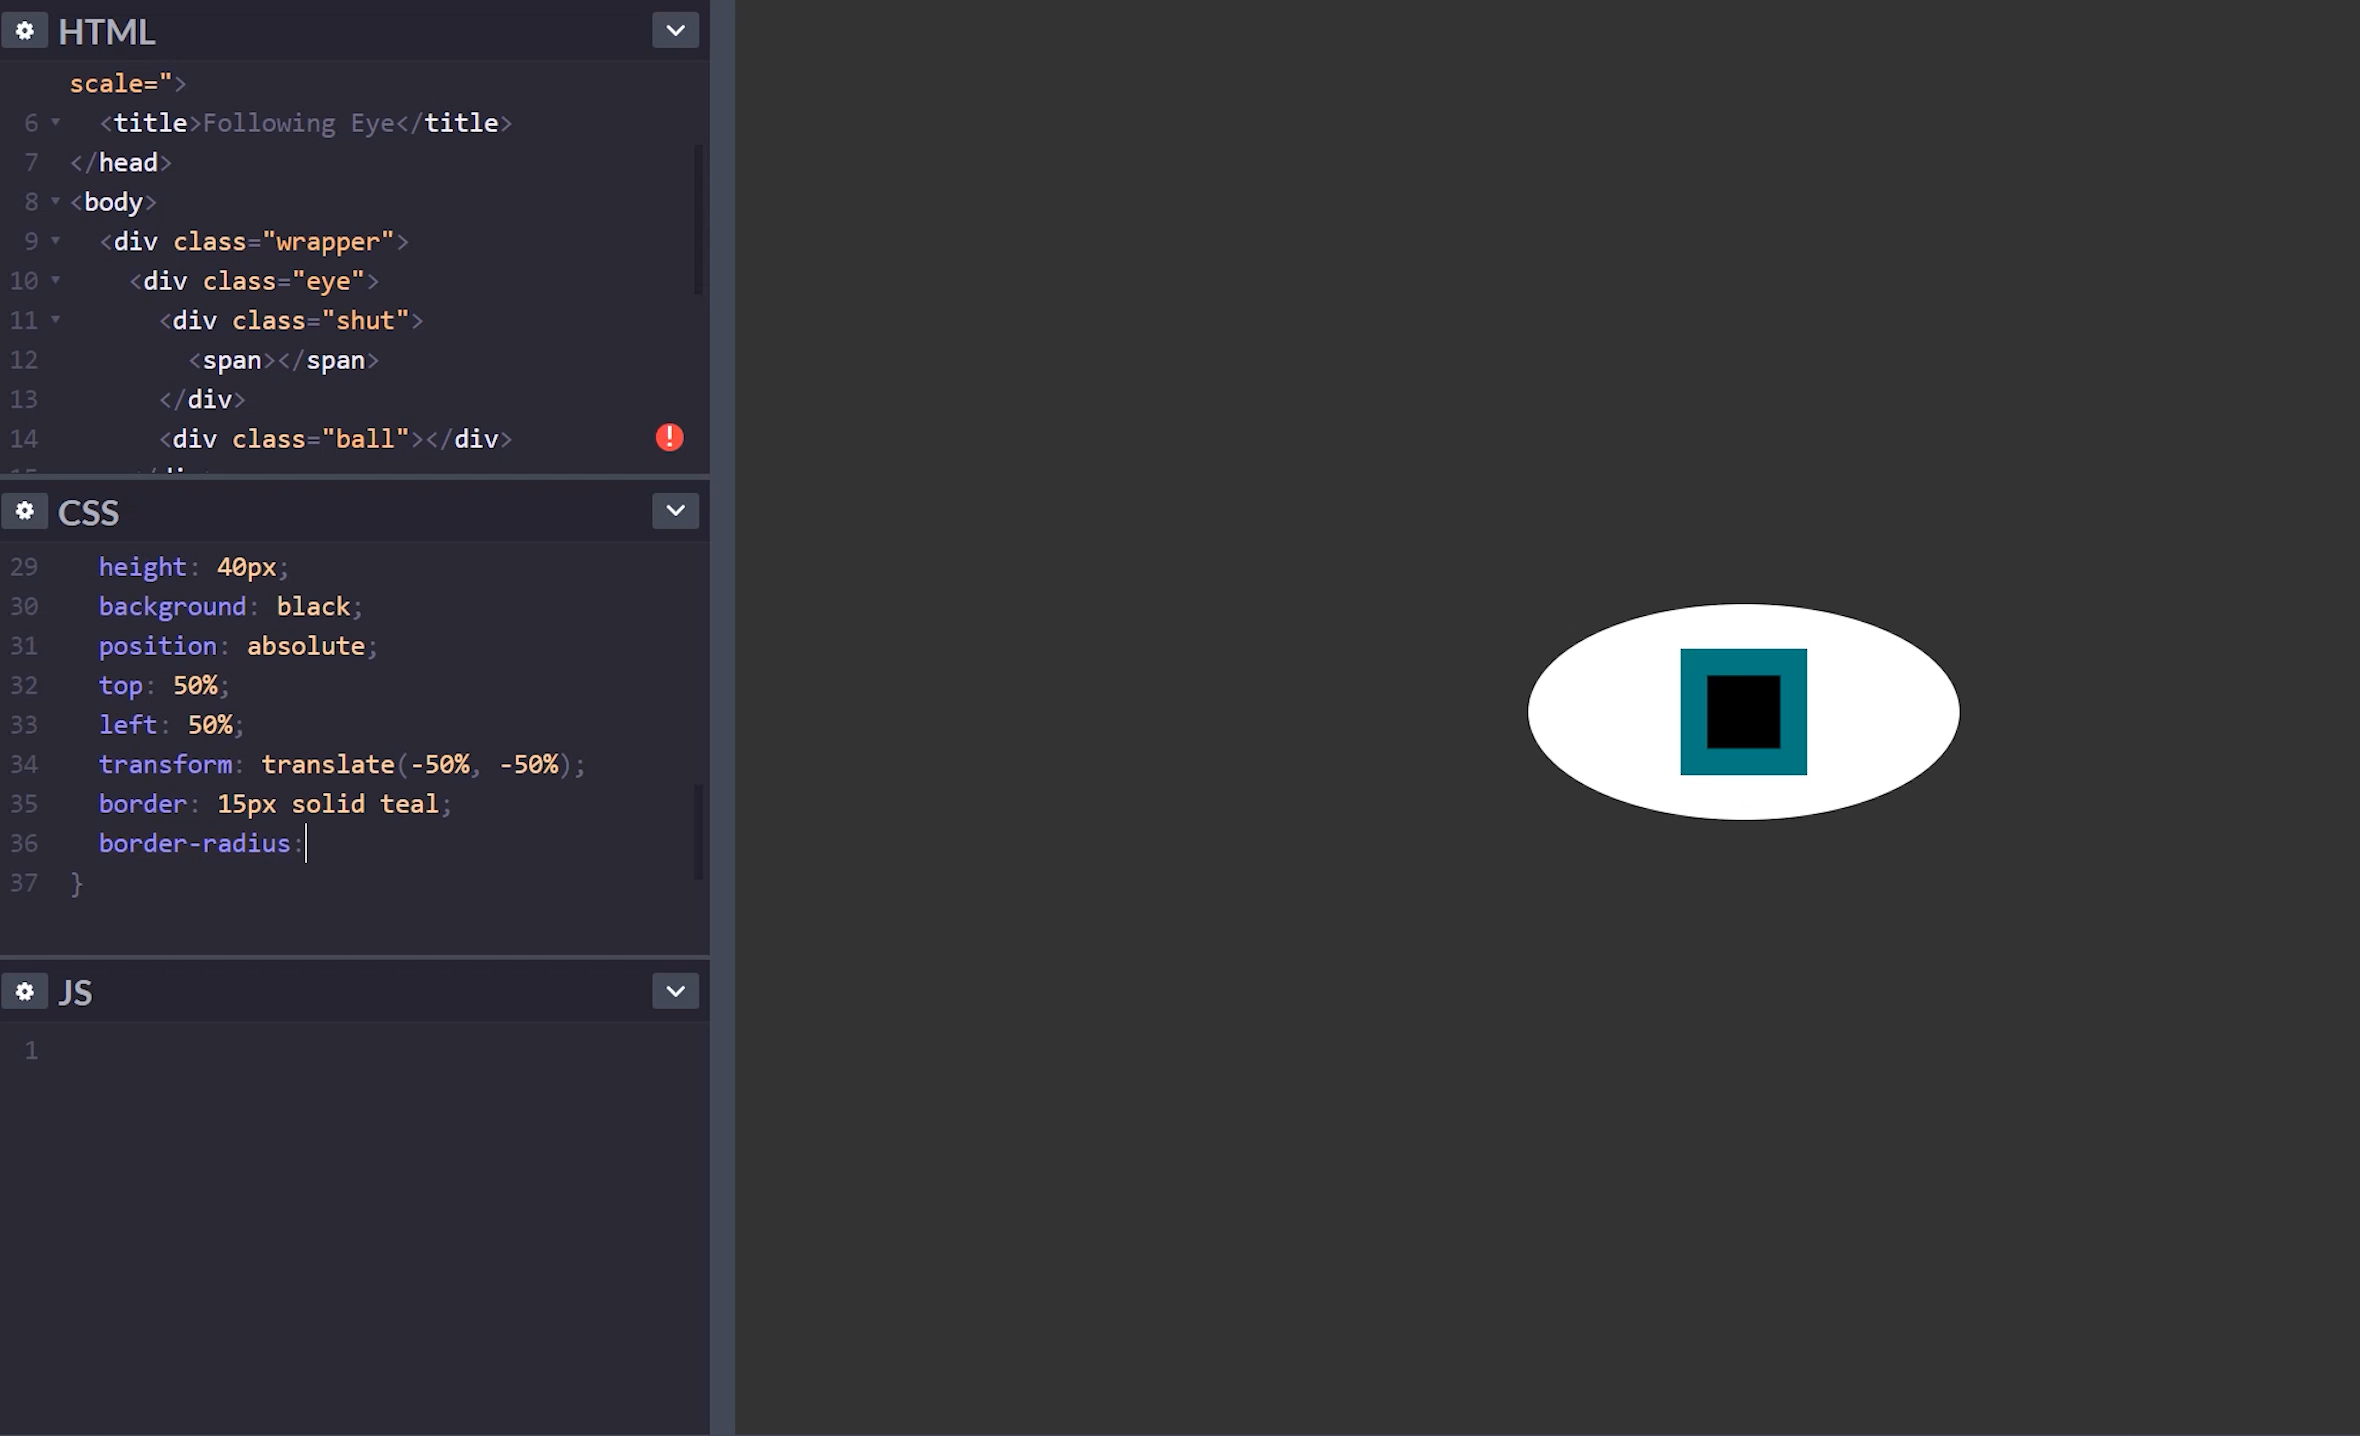 HTML
scale=">
6 <title>Following Eye</title>
7 </head>
8 <body>
9 <div class="wrapper">
10 <div class="eye">
11 <div class="shut">
12 <span></span>
13 </div>
14 <div class="ball"></div>
CSS
29 height: 40px;
30 background: black;
31 position: absolute;
32 top: 50%;
33 left: 50%;
34 transform: translate(-50%, -50%);
35 border: 15px solid teal;
36 border-radius:
37 }
JS
1